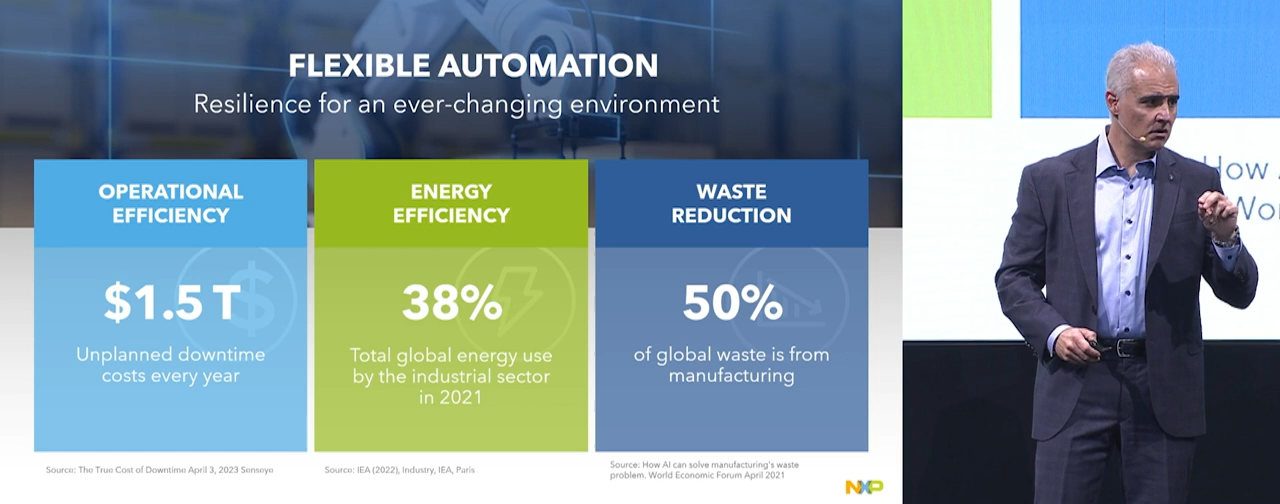 FLEXIBLE AUTOMATION
Resilience for an ever-changing environment
OPERATIONAL
EFFICIENCY
$1.5 T
Unplanned downtime
costs every year
Source: The True Cost of Downtime April 3, 2023 Senseye
ENERGY
EFFICIENCY
38%
Total global energy use
by the industrial sector
in 2021
Source: IEA (2022), Industry, IEA, Paris
WASTE
REDUCTION
50%
of global waste is from
manufacturing
Source: How AI can solve manufacturing's waste
problem. World Economic Forum April 2021
NXP
How